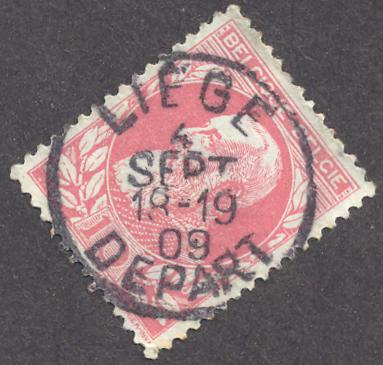 LIEGE
4
SEPT
18-19
09
DEPART
BELGIQUE BELGIE